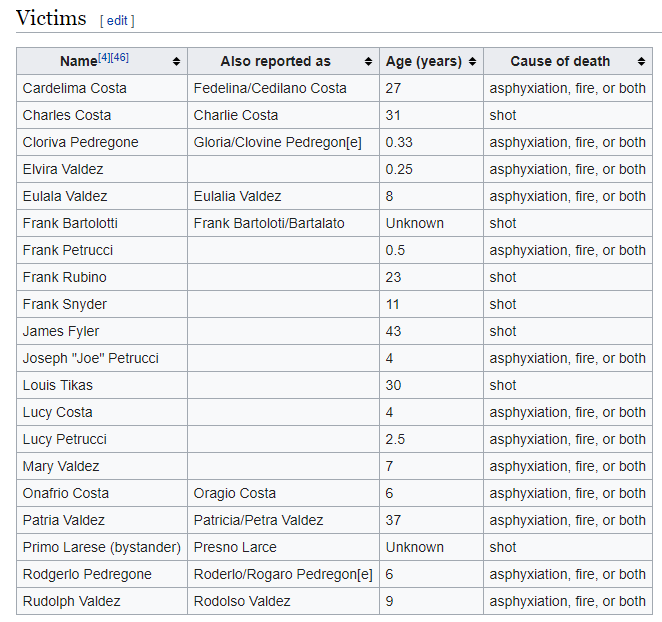 Victims [ edit ]
Name[4][46] Also reported as Age (years) Cause of death
Cardelima Costa Fedelina/Cedilano Costa 27 asphyxiation, fire, or both
Charles Costa Charlie Costa 31 shot
Cloriva Pedregone Gloria/Clovine Pedregon[e] 0.33 asphyxiation, fire, or both
Elvira Valdez 0.25 asphyxiation, fire, or both
Eulala Valdez Eulalia Valdez 8 asphyxiation, fire, or both
Frank Bartolotti Frank Bartoloti/Bartalato Unknown shot
Frank Petrucci 0.5 asphyxiation, fire, or both
Frank Rubino 23 shot
Frank Snyder 11 shot
James Fyler 43 shot
Joseph "Joe" Petrucci 4 asphyxiation, fire, or both
Louis Tikas 30 shot
Lucy Costa 4 asphyxiation, fire, or both
Lucy Petrucci 2.5 asphyxiation, fire, or both
Mary Valdez 7 asphyxiation, fire, or both
Onafrio Costa Oragio Costa 6 asphyxiation, fire, or both
Patria Valdez Patricia/Petra Valdez 37 asphyxiation, fire, or both
Primo Larese (bystander) Presno Larce Unknown shot
Rodgerlo Pedregone Roderlo/Rogaro Pedregon[e] 6 asphyxiation, fire, or both
Rudolph Valdez Rodolso Valdez 9 asphyxiation, fire, or both